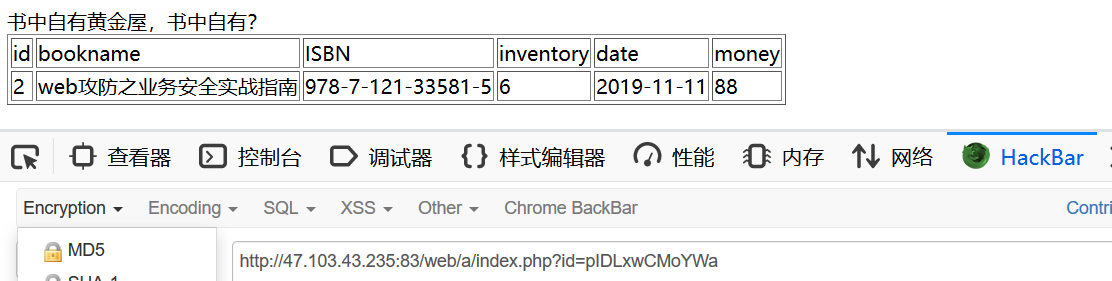 书中自有黄金屋，书中自有?
id bookname ISBN inventory date money
2 web攻防之业务安全实战指南 978-7-121-33581-5 6 2019-11-11 88
查看器 控制台 调试器 样式编辑器 性能 内存 网络 HackBar
Encryption Encoding SQL XSS Other Chrome BackBar Contri
MD5
http://47.103.43.235:83/web/a/index.php?id=pIDLxwCMoYWa
SHA-1